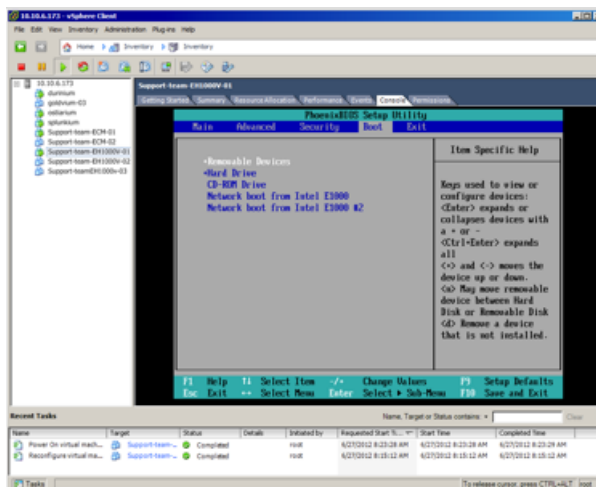 10.10.6.173 - vSphere Client
File Edit View Inventory Administration Plug-ins Help
Home Inventory Inventory
10.10.6.173
durinium
goldvium-03
ostiarium
splunkium
Support-team-ECM-01
Support-team-ECM-02
Support-team-EH1000V-01
Support-team-EH1000V-02
Support-teamEH1000v-03
Support-team-EH1000V-01
Getting Started Summary Resource Allocation Performance Events Console Permissions
PhoenixBIOS Setup Utility
Main Advanced Security Boot Exit
Item Specific Help
+Removable Devices
+Hard Drive
CD-ROM Drive
Network boot from Intel E1000
Network boot from Intel E1000 #2
Keys used to view or
configure devices:
<Enter> expands or
collapses devices with
a + or -
<Ctrl+Enter> expands
all
<+> and <-> moves the
device up or down.
<n> May move removable
device between Hard
Disk or Removable Disk
<d> Remove a device
that is not installed.
F1 Help ↑↓ Select Item -/+ Change Values F9 Setup Defaults
Esc Exit ↔ Select Menu Enter Select ▸ Sub-Menu F10 Save and Exit
Recent Tasks Name, Target or Status contains: Clear
Name Target Status Details Initiated by Requested Start Ti... Start Time Completed Time
Power On virtual mach... Support-team-... Completed root 6/27/2012 8:23:28 AM 6/27/2012 8:23:28 AM 6/27/2012 8:23:29 AM
Reconfigure virtual ma... Support-team-... Completed root 6/27/2012 8:15:12 AM 6/27/2012 8:15:12 AM 6/27/2012 8:15:12 AM
Tasks To release cursor, press CTRL+ALT root